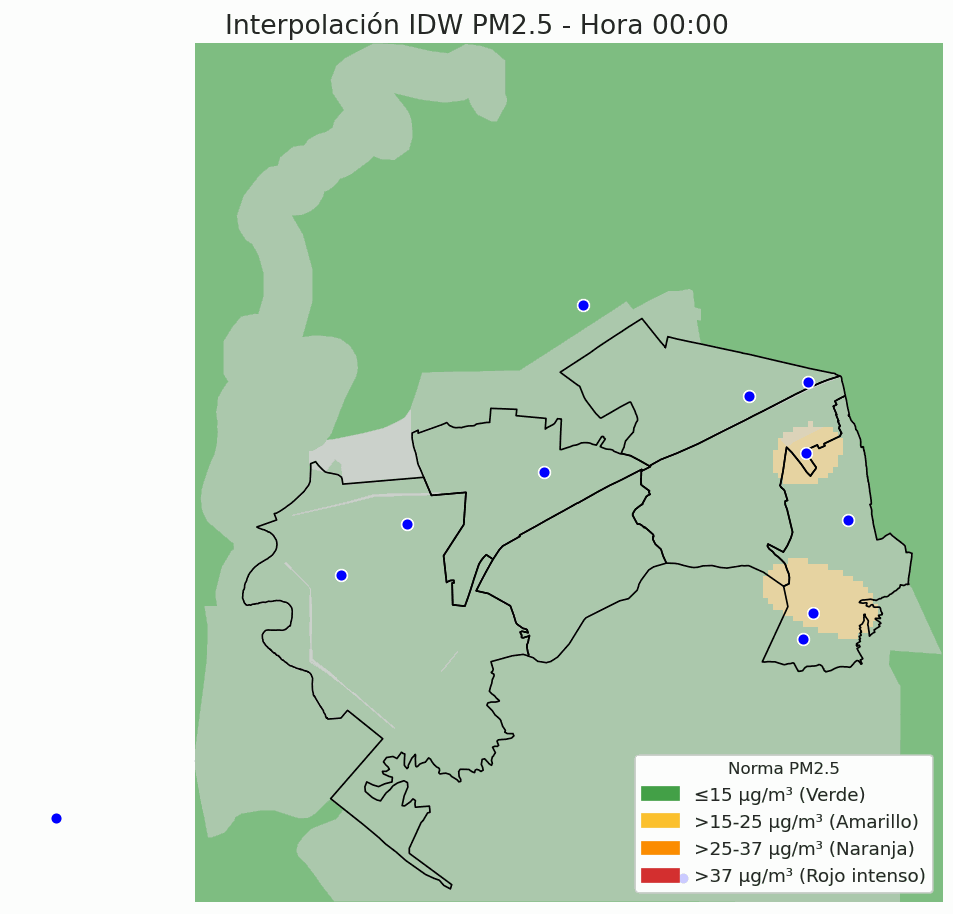 Interpolación IDW PM2.5 - Hora 00:00
Norma PM2.5
≤15 μg/m³ (Verde)
>15-25 μg/m³ (Amarillo)
>25-37 μg/m³ (Naranja)
>37 μg/m³ (Rojo intenso)